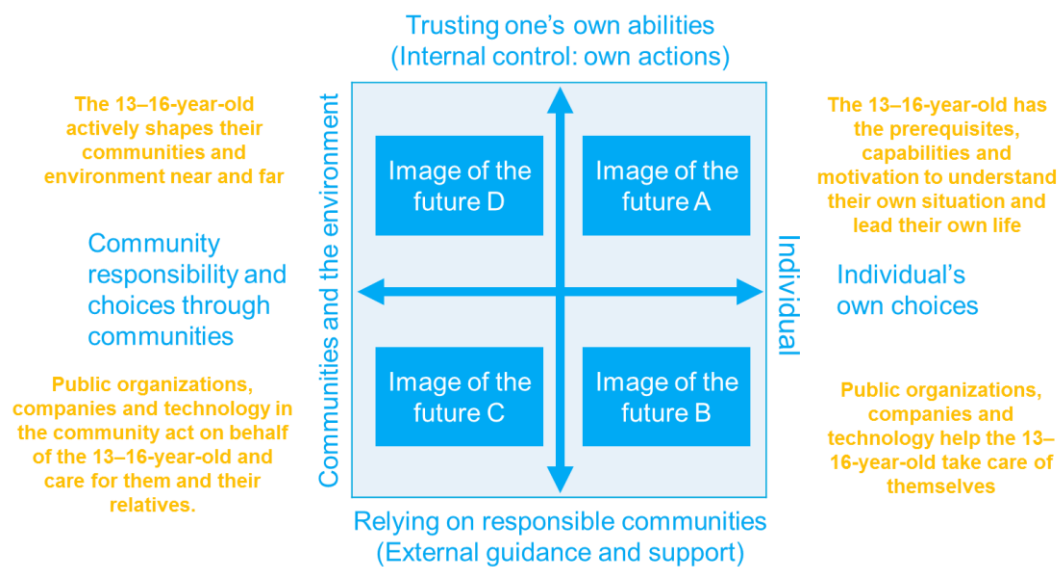 Trusting one's own abilities
(Internal control: own actions)
The 13–16-year-old
actively shapes their
communities and
environment near and far
Community
responsibility and
choices through
communities
Public organizations,
companies and technology in
the community act on behalf
of the 13–16-year-old and
care for them and their
relatives.
Communities and the environment
Image of the
future D
Image of the
future A
Image of the
future C
Image of the
future B
Individual
The 13–16-year-old has
the prerequisites,
capabilities and
motivation to understand
their own situation and
lead their own life
Individual's
own choices
Public organizations,
companies and
technology help the 13–
16-year-old take care of
themselves
Relying on responsible communities
(External guidance and support)